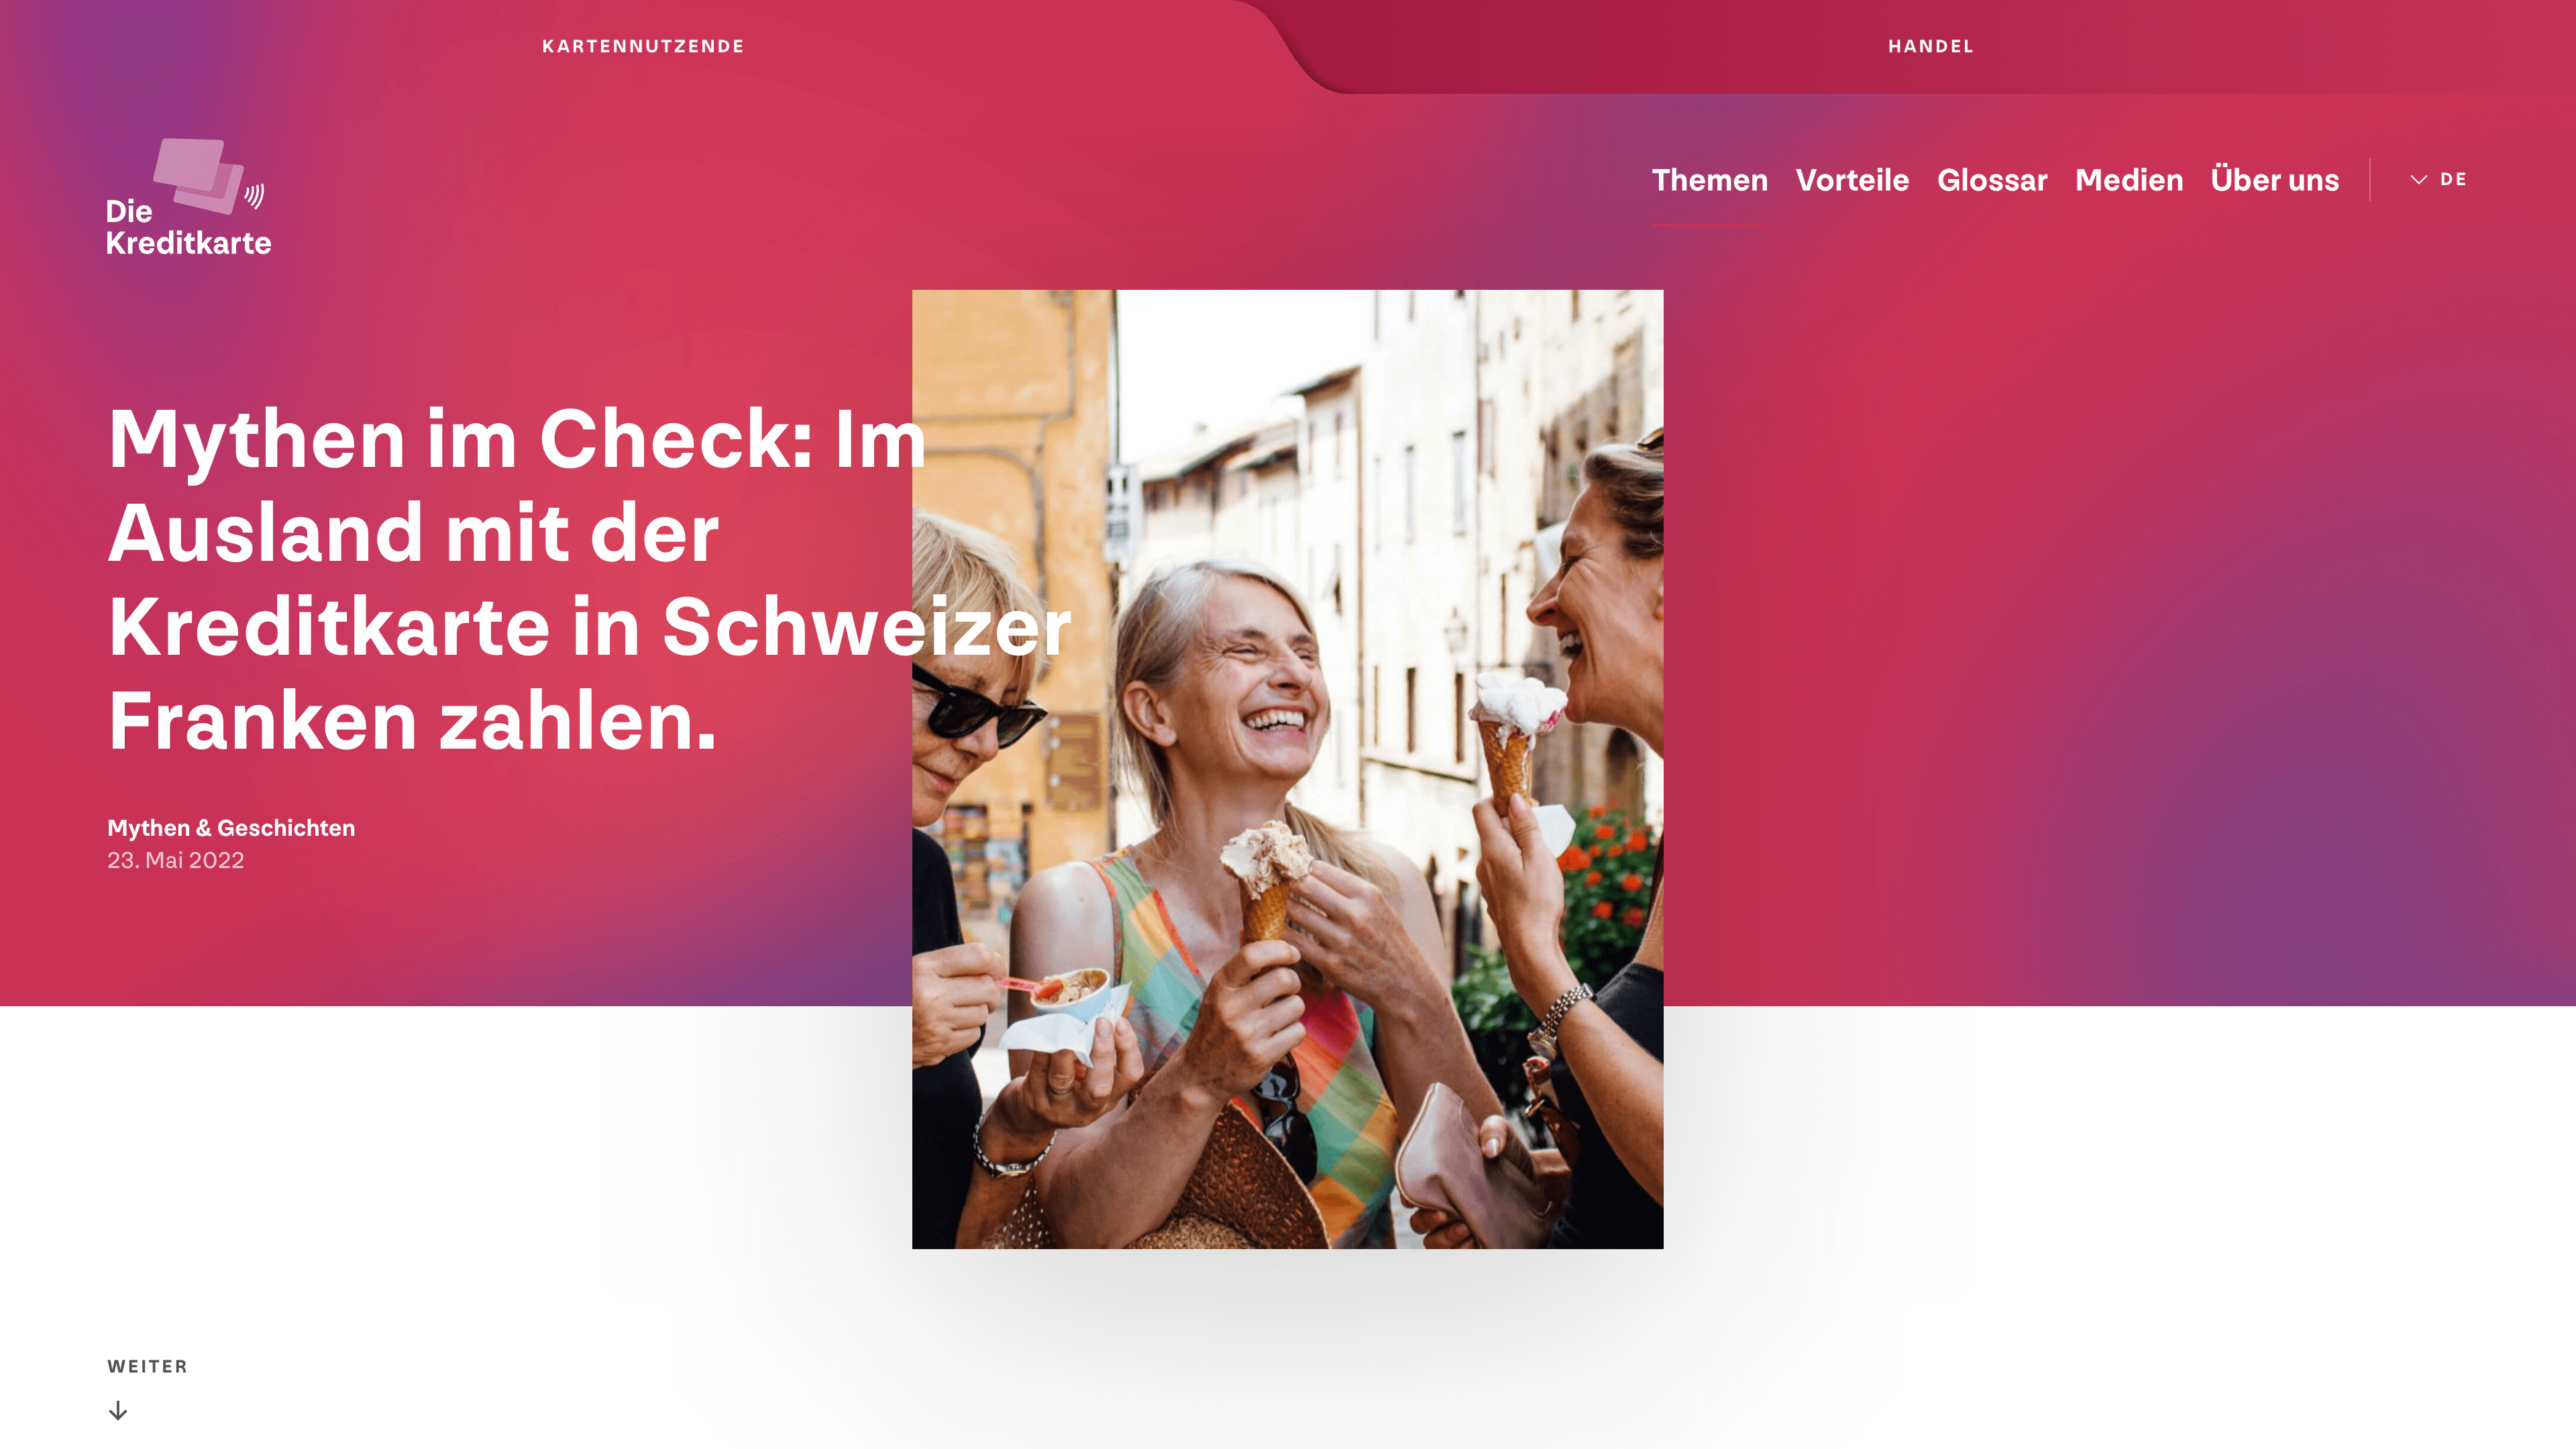 KARTENNUTZENDE
HANDEL
Die
Kreditkarte
Themen Vorteile Glossar Medien Über uns DE
Mythen im Check: Im
Ausland mit der
Kreditkarte in Schweizer
Franken zahlen.
Mythen & Geschichten
23. Mai 2022
WEITER